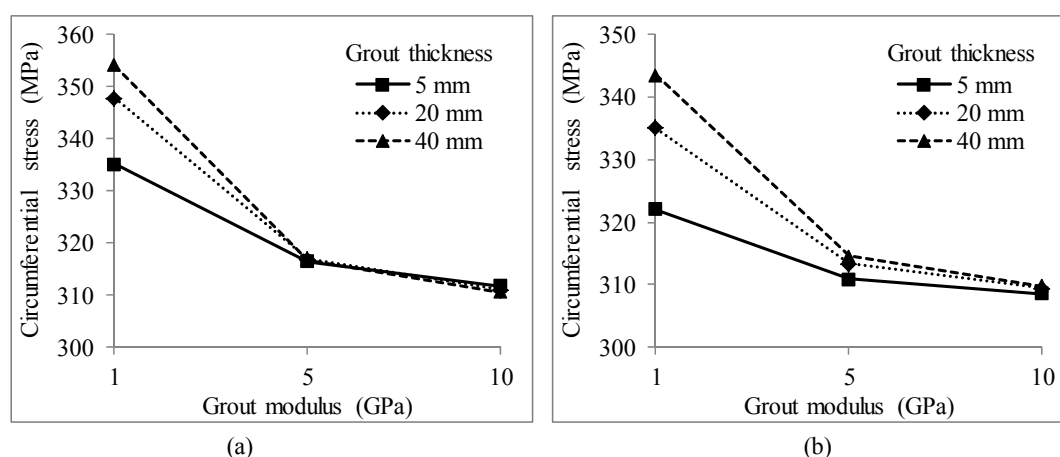 360
350
340
330
320
310
300
Circumferential stress (MPa)
Grout thickness
5 mm
20 mm
40 mm
1
5
10
Grout modulus (GPa)
(a)
350
340
330
320
310
300
Circumferential stress (MPa)
Grout thickness
5 mm
20 mm
40 mm
1
5
10
Grout modulus (GPa)
(b)